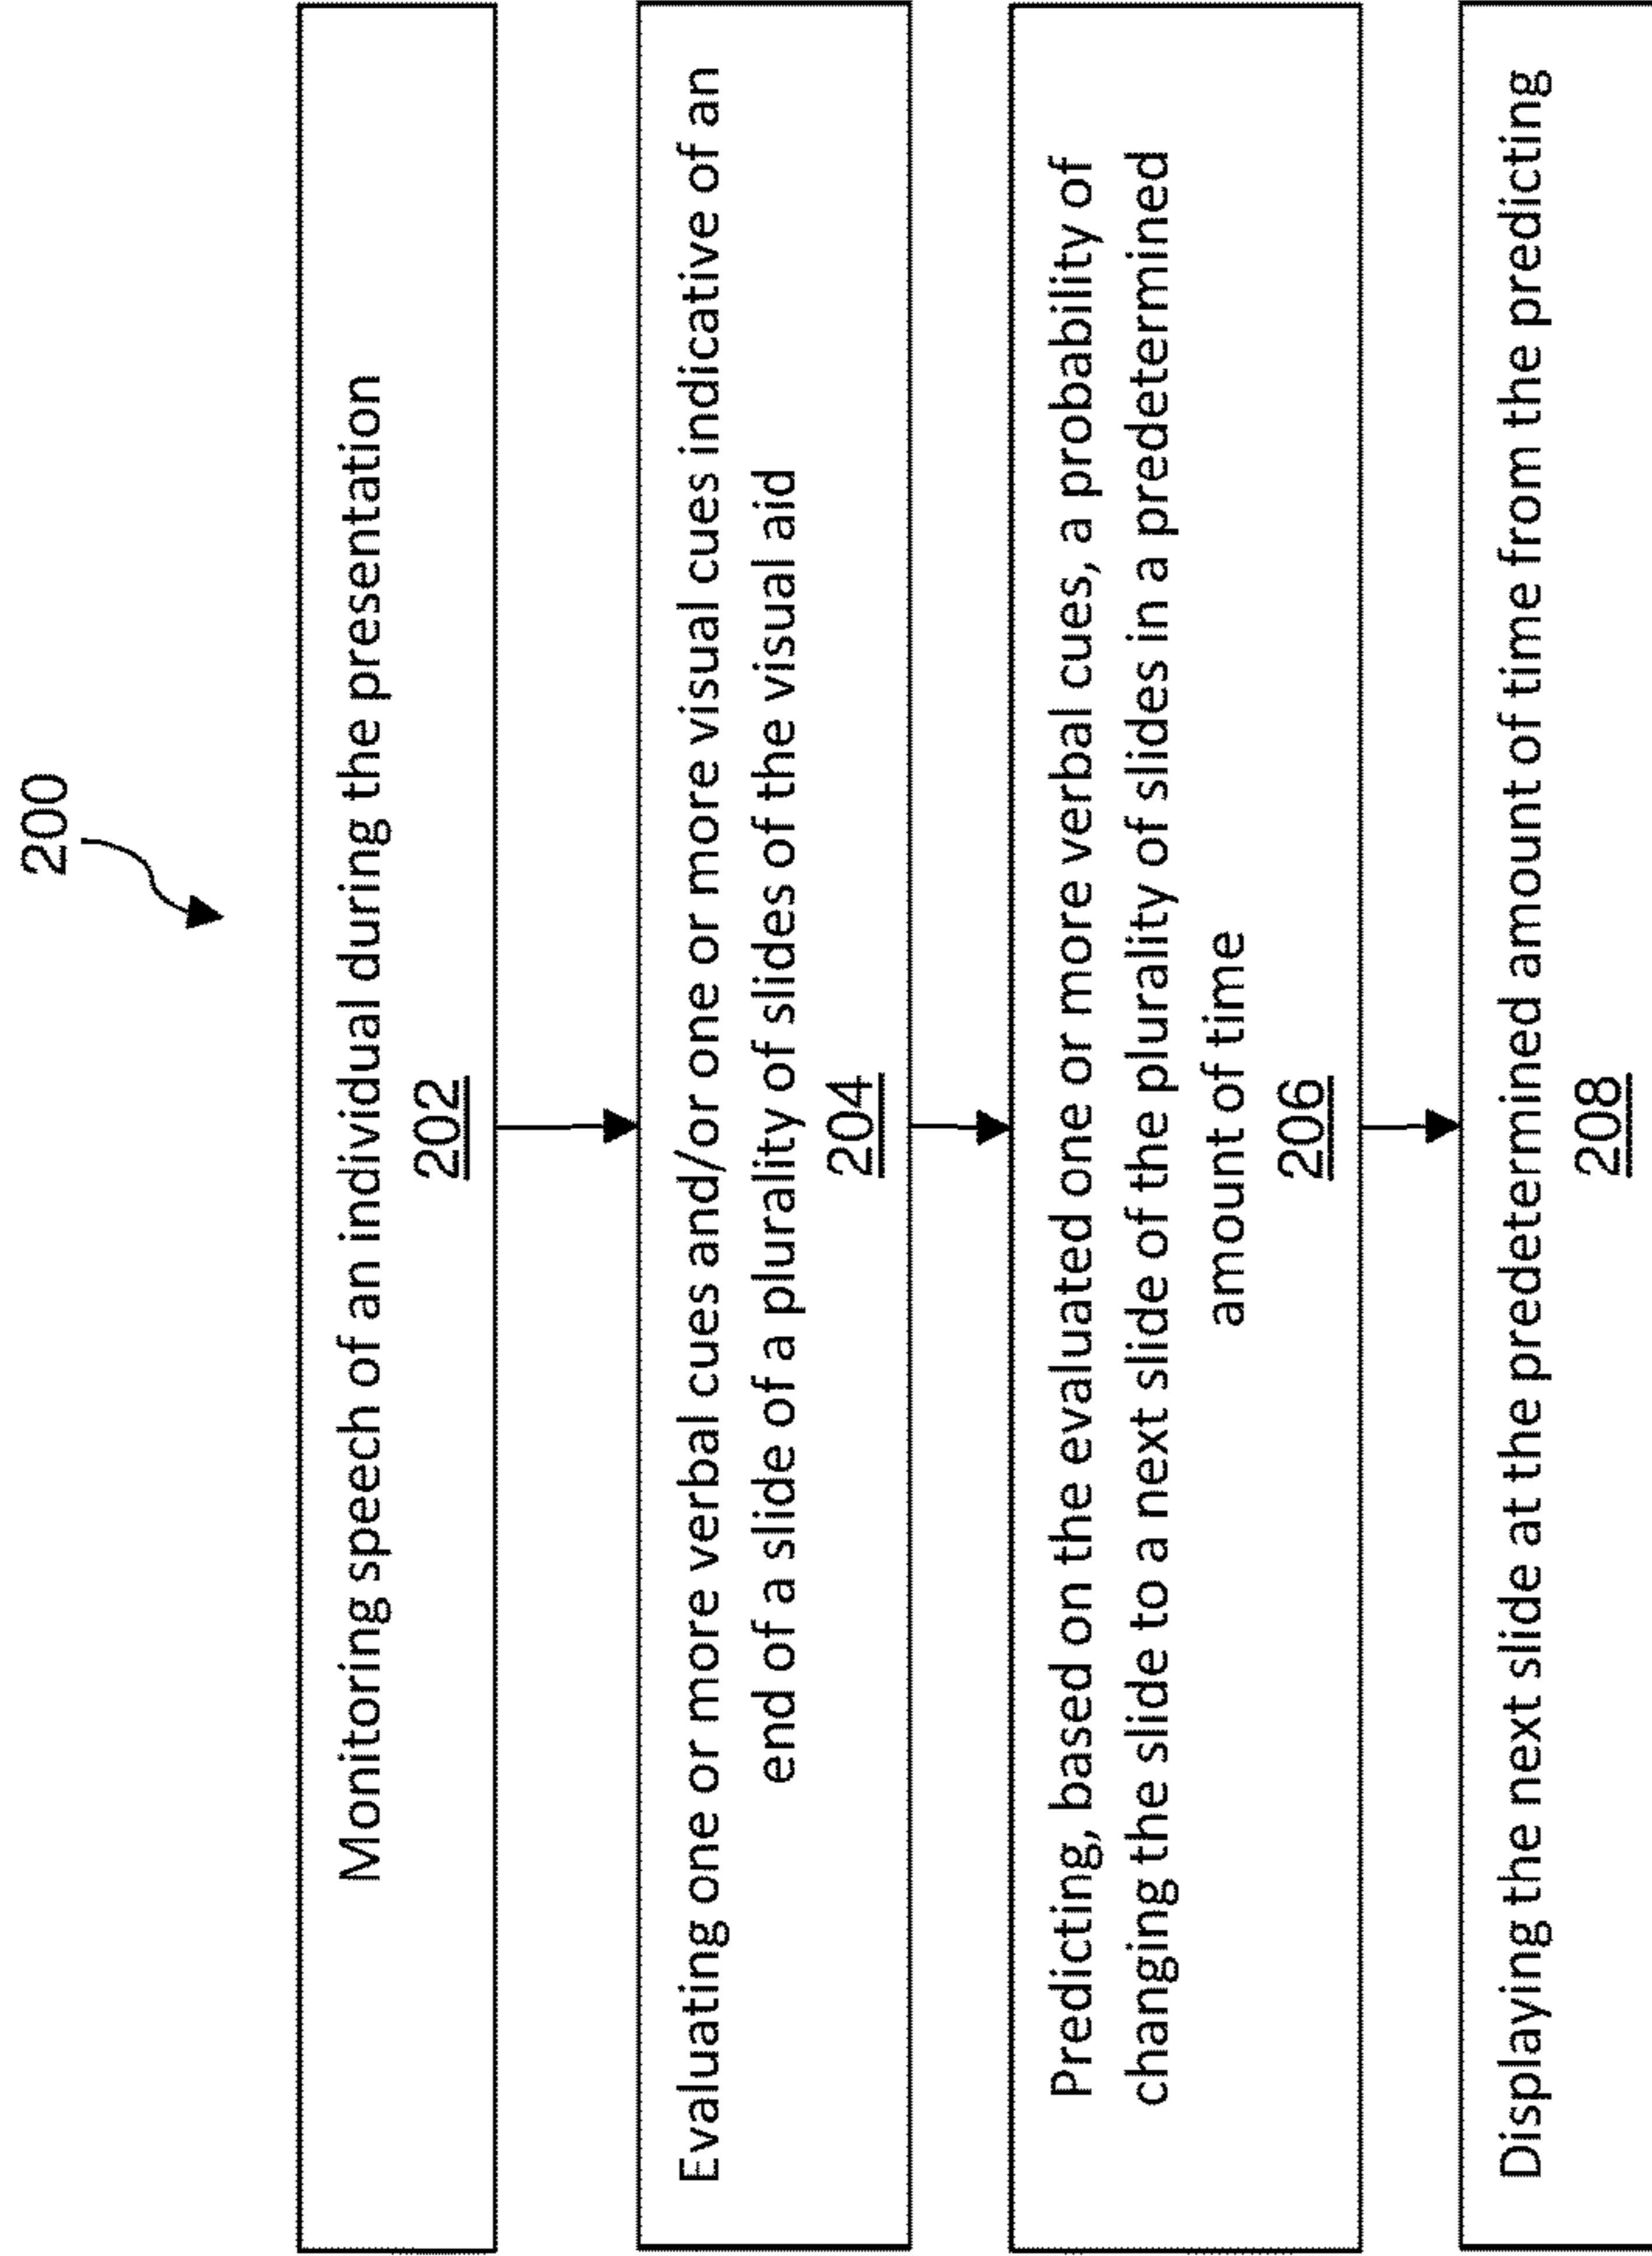 200
Monitoring speech of an individual during the presentation
202
Evaluating one or more verbal cues and/or one or more visual cues indicative of an
end of a slide of a plurality of slides of the visual aid
204
Predicting, based on the evaluated one or more verbal cues, a probability of
changing the slide to a next slide of the plurality of slides in a predetermined
amount of time
206
Displaying the next slide at the predetermined amount of time from the predicting
208